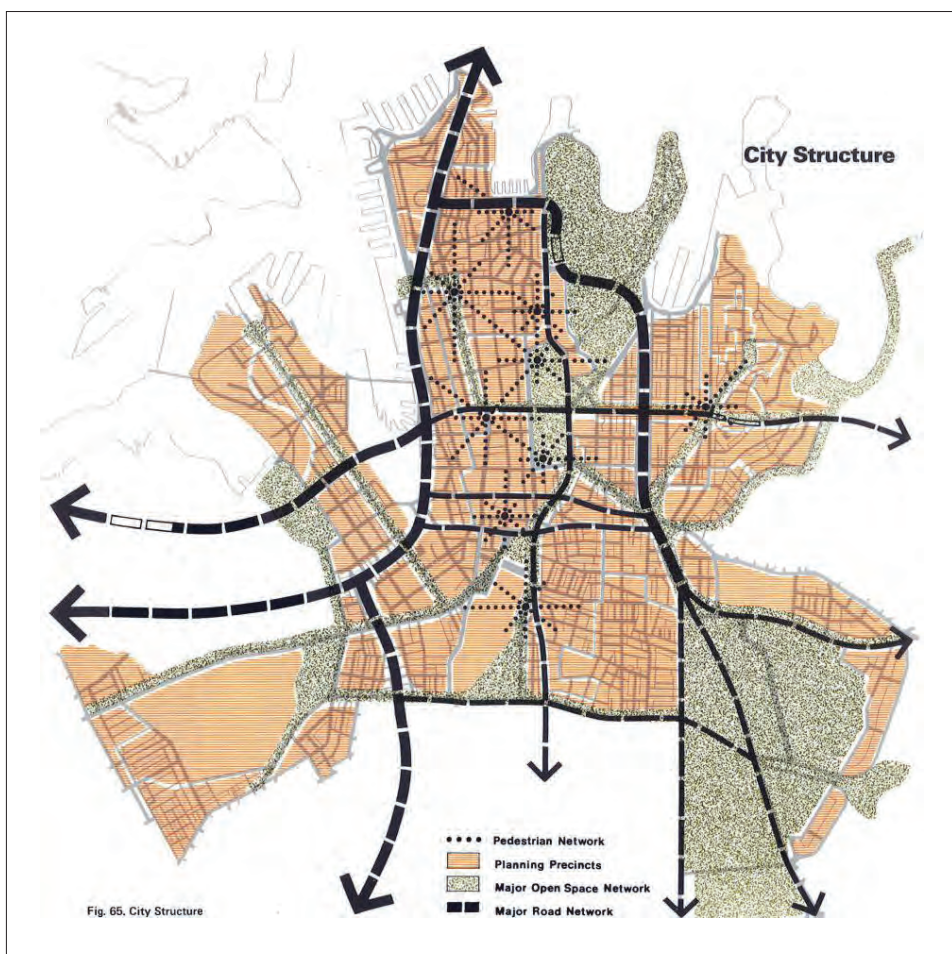 City Structure
Pedestrian Network
Planning Precincts
Major Open Space Network
Major Road Network
Fig. 65. City Structure